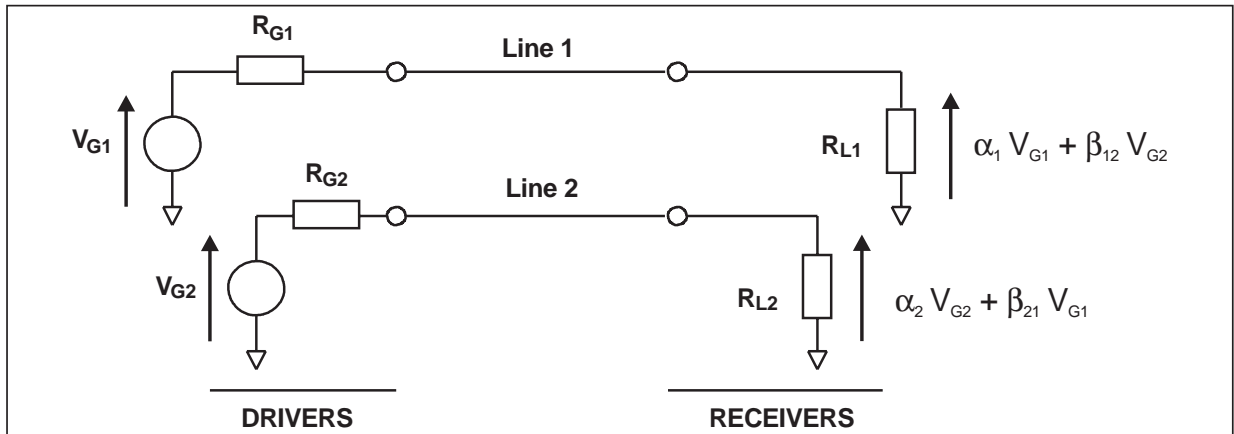 R_G1
Line 1
V_G1
R_L1
α₁ V_G1 + β₁₂ V_G2
R_G2
Line 2
V_G2
R_L2
α₂ V_G2 + β₂₁ V_G1
DRIVERS
RECEIVERS